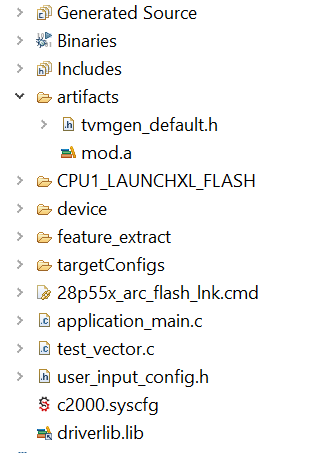 Generated Source
Binaries
Includes
artifacts
tvmgen_default.h
mod.a
CPU1_LAUNCHXL_FLASH
device
feature_extract
targetConfigs
28p55x_arc_flash_lnk.cmd
application_main.c
test_vector.c
user_input_config.h
c2000.syscfg
driverlib.lib